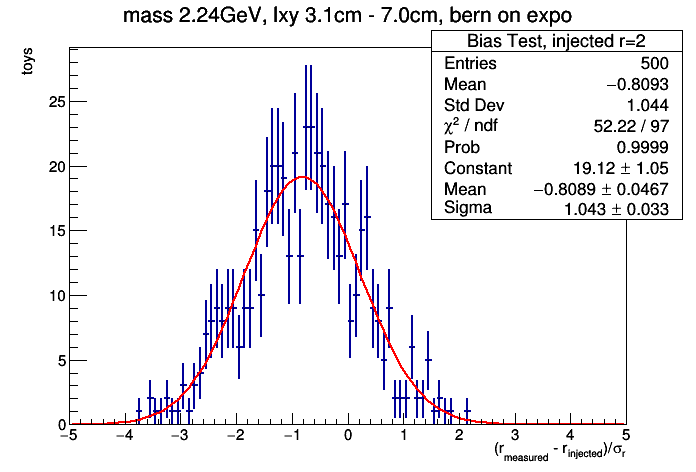 mass 2.24GeV, lxy 3.1cm - 7.0cm, bern on expo
Bias Test, injected r=2
Entries 500
Mean −0.8093
Std Dev 1.044
χ² / ndf 52.22 / 97
Prob 0.9999
Constant 19.12 ± 1.05
Mean −0.8089 ± 0.0467
Sigma 1.043 ± 0.033
toys
25
20
15
10
5
0
−5 −4 −3 −2 −1 0 1 2 3 4 5
(r_measured - r_injected)/σ_r